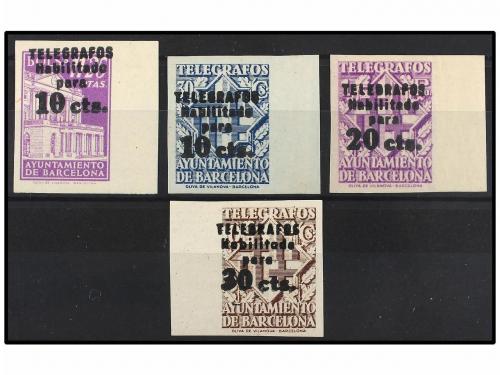 TELEGRAFOS
Habilitado
para
10 cts.
AYUNTAMIENTO
DE BARCELONA
TELEGRAFOS
TELEGRAFOS
Habilitado
para
10 cts.
AYUNTAMIENTO
DE BARCELONA
OLIVA DE VILANOVA-BARCELONA
TELEGRAFOS
TELEGRAFOS
Habilitado
para
20 cts.
AYUNTAMIENTO
DE BARCELONA
OLIVA DE VILANOVA-BARCELONA
TELEGRAFOS
TELEGRAFOS
Habilitado
para
30 cts.
AYUNTAMIENTO
DE BARCELONA
OLIVA DE VILANOVA-BARCELONA